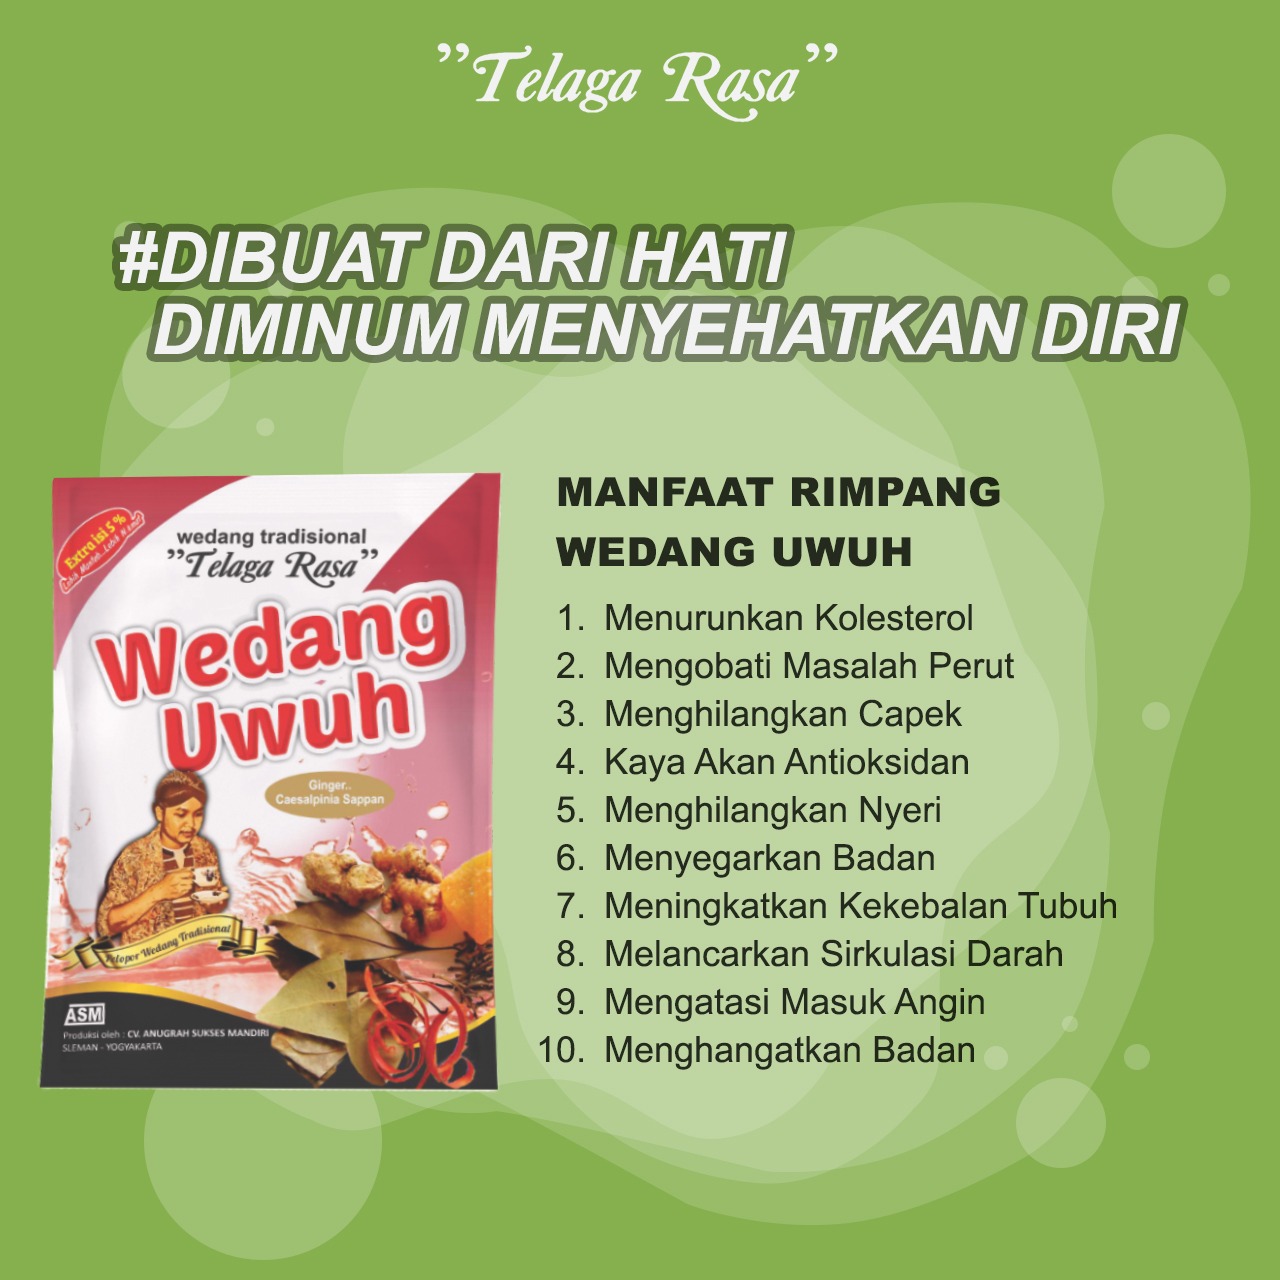 ”Telaga Rasa”
#DIBUAT DARI HATI
DIMINUM MENYEHATKAN DIRI
Extra isi 5 %
wedang tradisional
”Telaga Rasa”
Wedang
Uwuh
Ginger..
Caesalpinia Sappan
Pelopor Wedang Tradisional
ASM
Produksi oleh : CV. ANUGRAH SUKSES MANDIRI
SLEMAN - YOGYAKARTA
MANFAAT RIMPANG
WEDANG UWUH
1. Menurunkan Kolesterol
2. Mengobati Masalah Perut
3. Menghilangkan Capek
4. Kaya Akan Antioksidan
5. Menghilangkan Nyeri
6. Menyegarkan Badan
7. Meningkatkan Kekebalan Tubuh
8. Melancarkan Sirkulasi Darah
9. Mengatasi Masuk Angin
10. Menghangatkan Badan